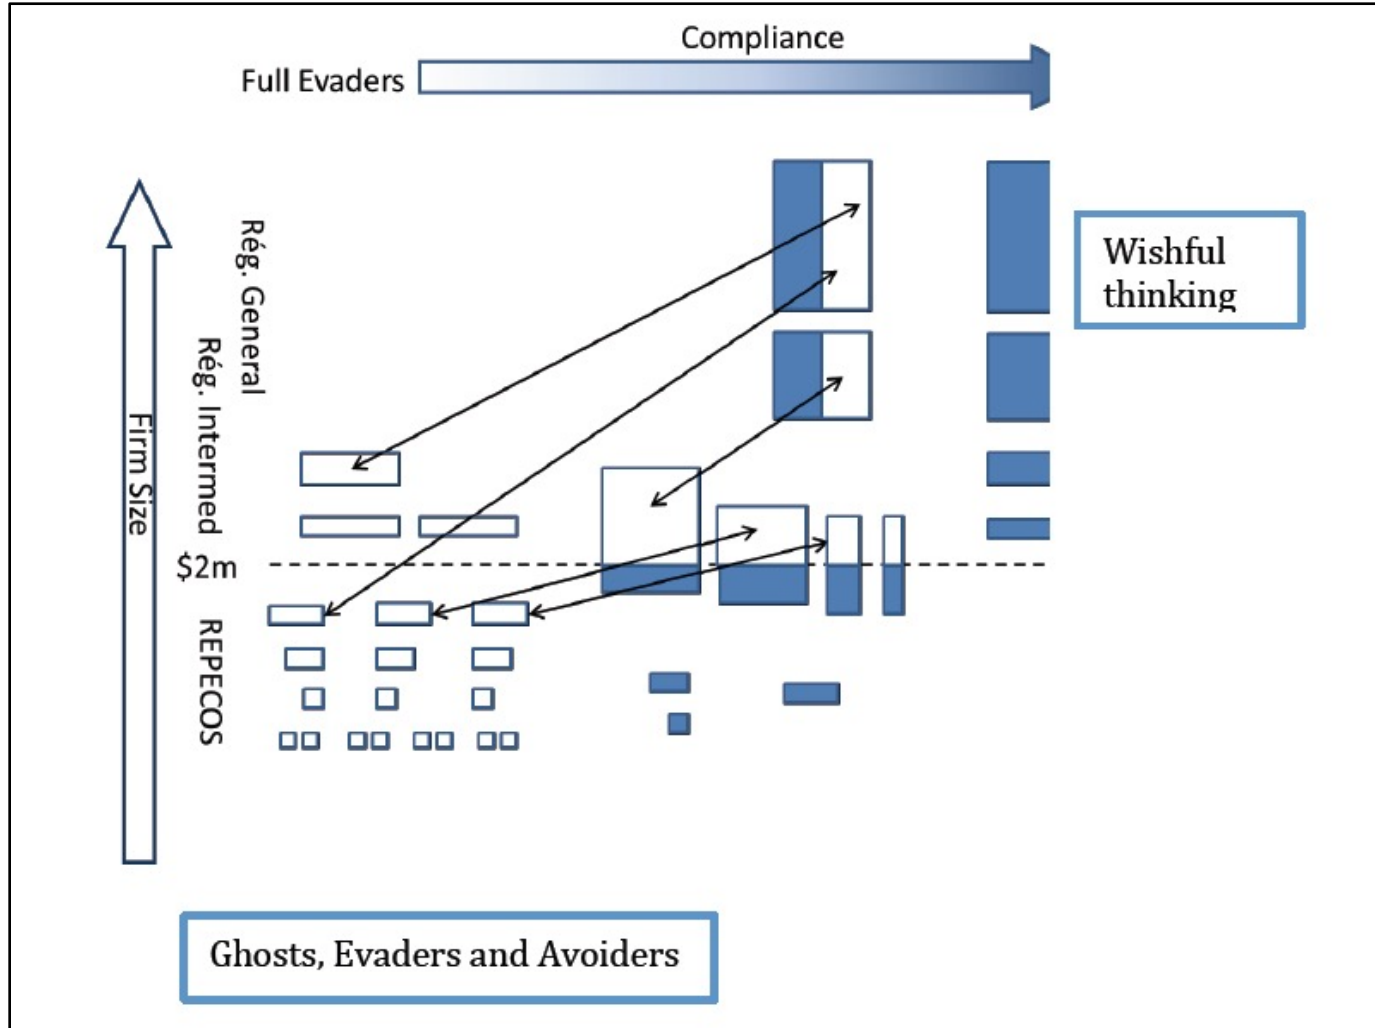 Compliance
Full Evaders
Rég. General
Rég. Intermed
Firm Size
$2m
REPECOS
Wishful
thinking
Ghosts, Evaders and Avoiders